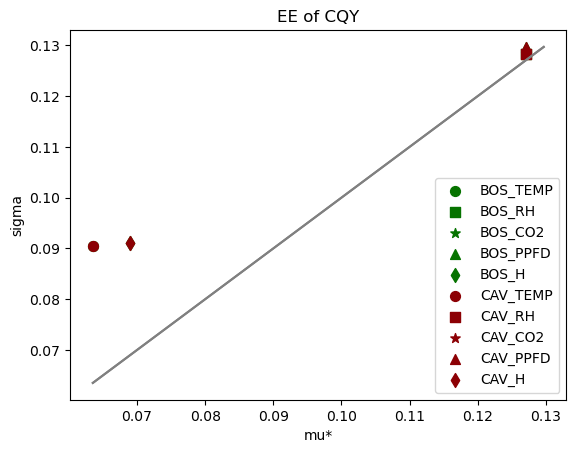 EE of CQY
sigma
0.13
0.12
0.11
0.10
0.09
0.08
0.07
BOS_TEMP
BOS_RH
BOS_CO2
BOS_PPFD
BOS_H
CAV_TEMP
CAV_RH
CAV_CO2
CAV_PPFD
CAV_H
0.07 0.08 0.09 0.10 0.11 0.12 0.13
mu*